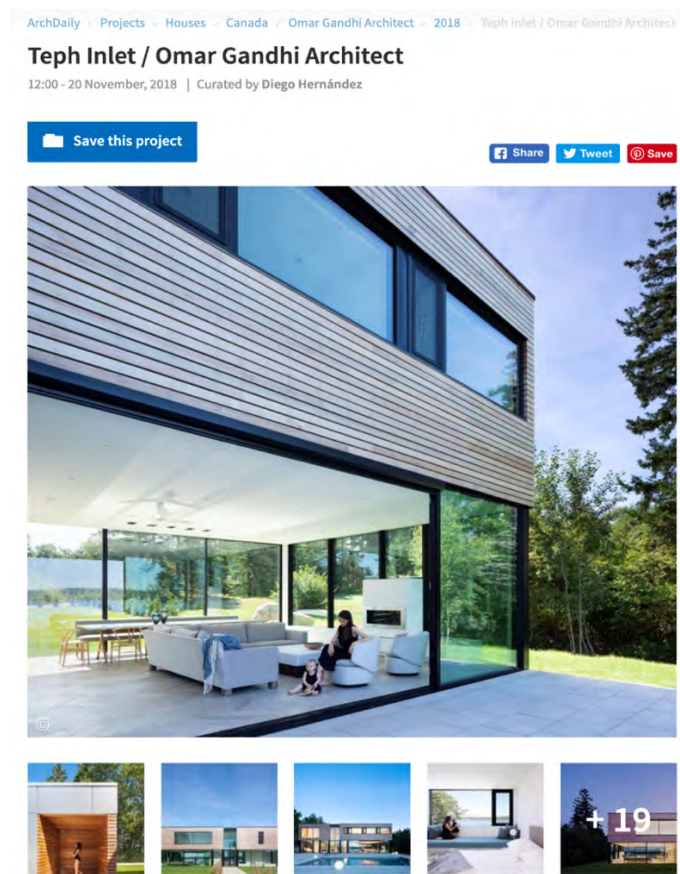 ArchDaily Projects Houses Canada Omar Gandhi Architect 2018 Teph Inlet / Omar Gandhi Architect
Teph Inlet / Omar Gandhi Architect
12:00 - 20 November, 2018 | Curated by Diego Hernández
Save this project
Share Tweet Save
©
+ 19